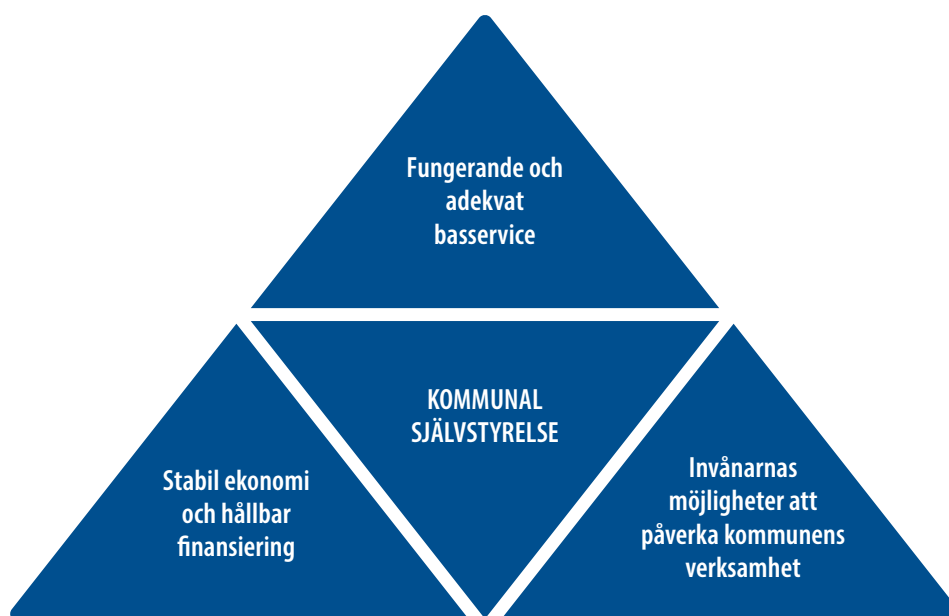 Fungerande och
adekvat
basservice
KOMMUNAL
SJÄLVSTYRELSE
Stabil ekonomi
och hållbar
finansiering
Invånarnas
möjligheter att
påverka kommunens
verksamhet